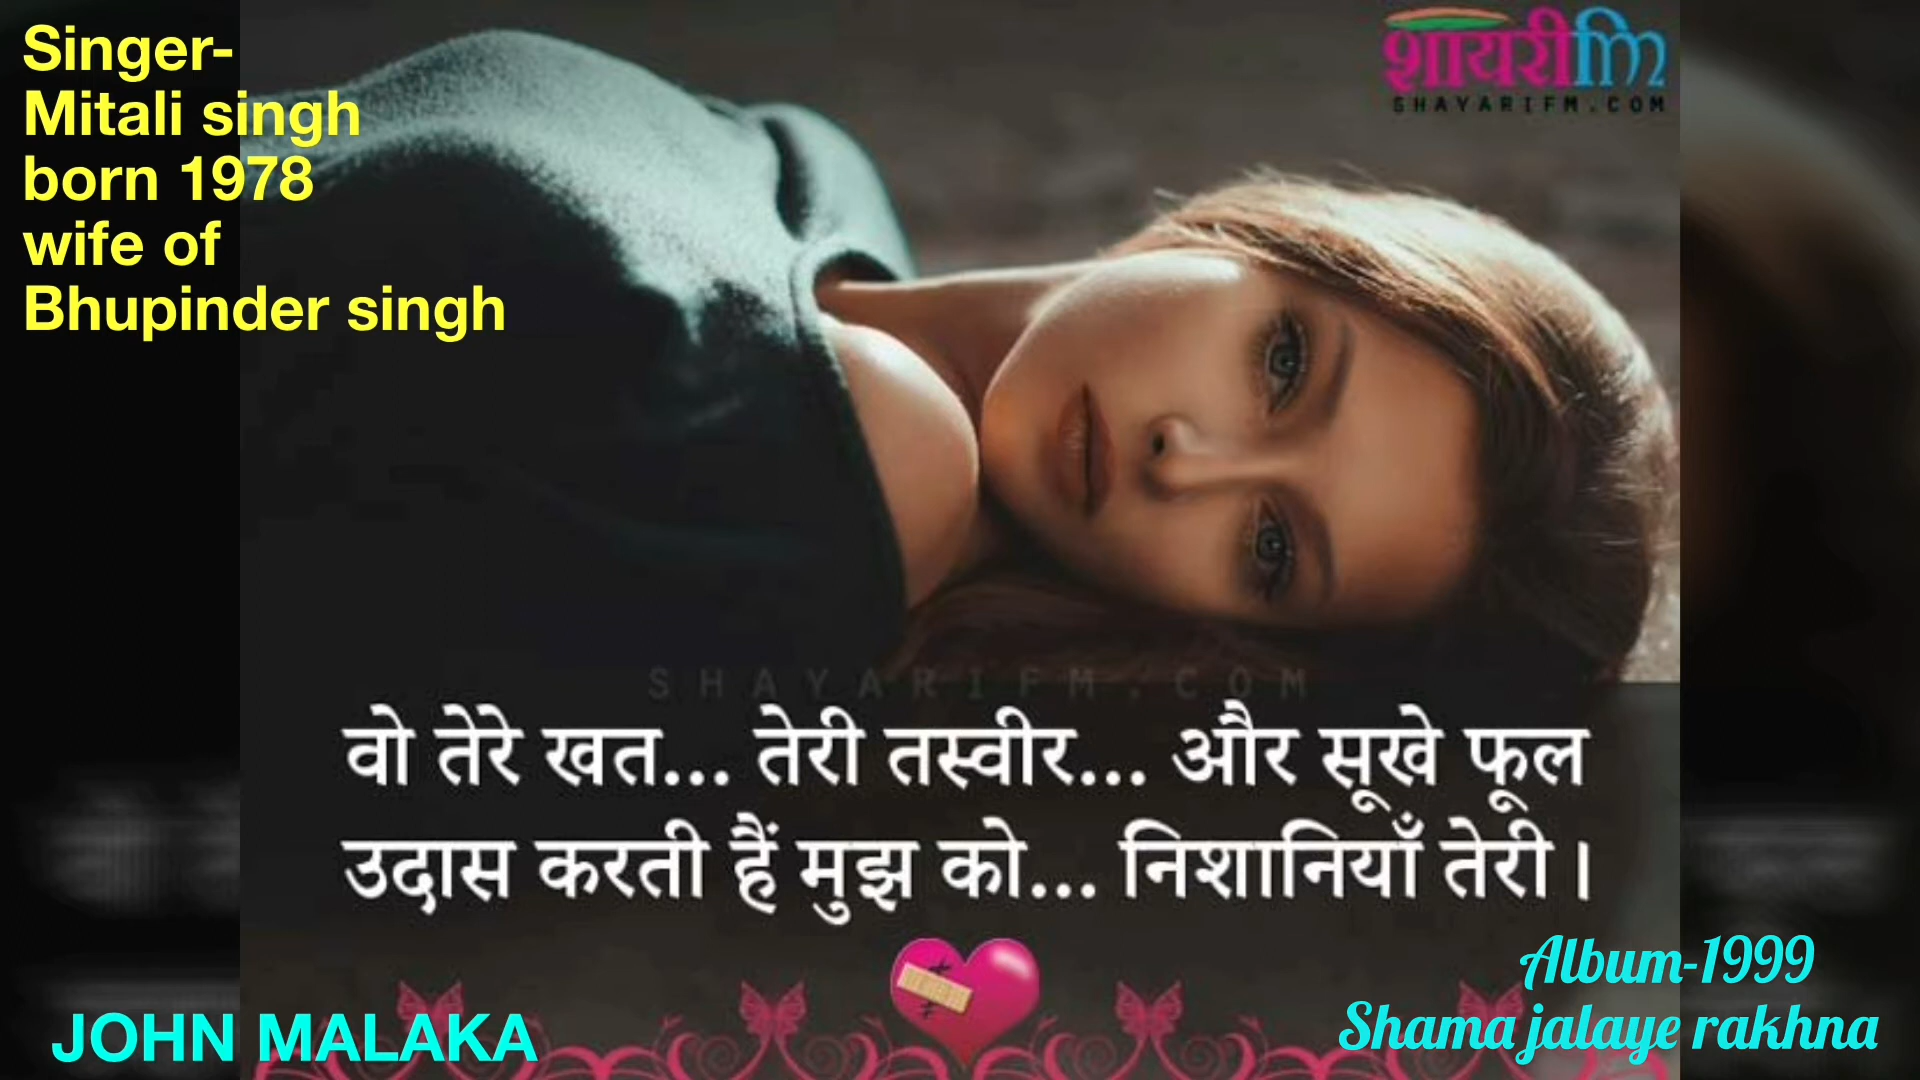 Singer-
Mitali singh
born 1978
wife of
Bhupinder singh
शायरीFM
SHAYARIFM.COM
SHAYARIFM.COM
वो तेरे खत... तेरी तस्वीर... और सूखे फूल
उदास करती हैं मुझ को... निशानियाँ तेरी।
Album-1999
Shama jalaye rakhna
JOHN MALAKA